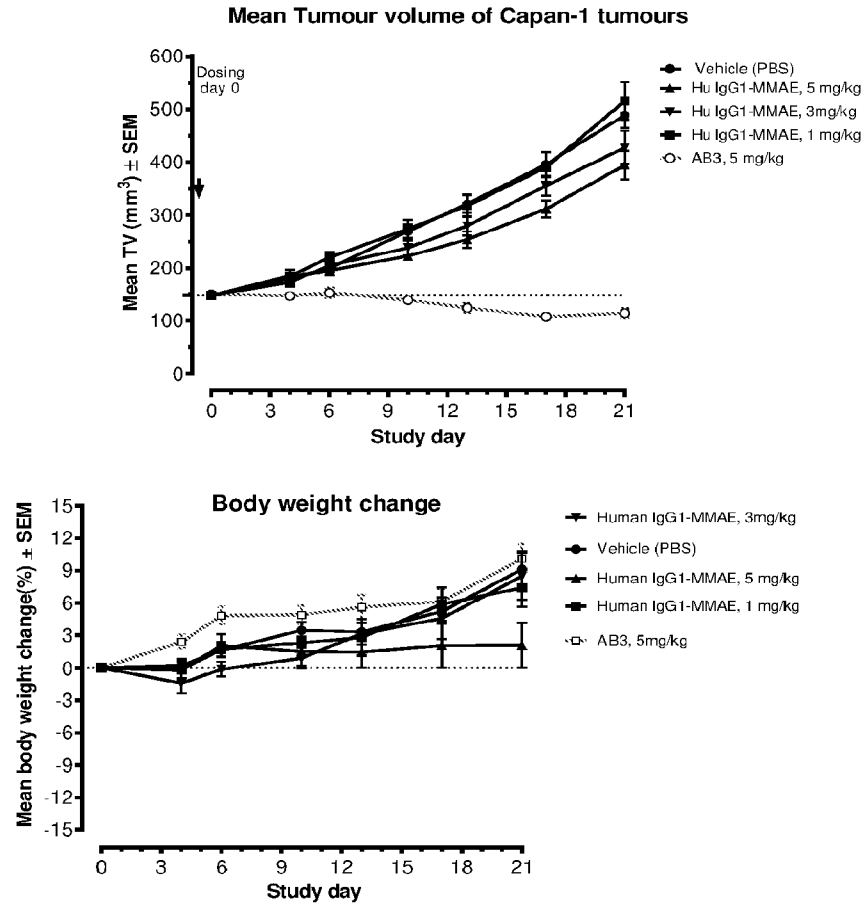 Mean Tumour volume of Capan-1 tumours
Mean TV (mm³) ± SEM
600
500
400
300
200
100
0
Dosing
day 0
Vehicle (PBS)
Hu IgG1-MMAE, 5 mg/kg
Hu IgG1-MMAE, 3mg/kg
Hu IgG1-MMAE, 1 mg/kg
AB3, 5 mg/kg
0 3 6 9 12 15 18 21
Study day
Body weight change
Mean body weight change(%) ± SEM
15
12
9
6
3
0
-3
-6
-9
-12
-15
Human IgG1-MMAE, 3mg/kg
Vehicle (PBS)
Human IgG1-MMAE, 5 mg/kg
Human IgG1-MMAE, 1 mg/kg
AB3, 5mg/kg
0 3 6 9 12 15 18 21
Study day